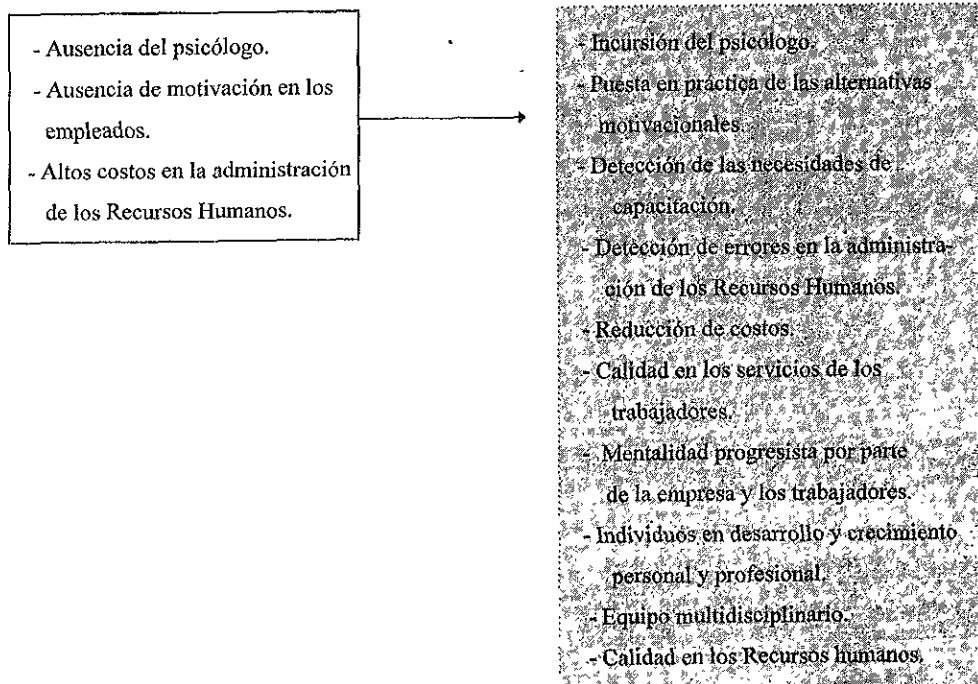 - Ausencia del psicólogo.
- Ausencia de motivación en los
empleados.
- Altos costos en la administración
de los Recursos Humanos.
- Incursión del psicologo.
- Puesta en práctica de las alternativas
motivacionales.
- Detección de las necesidades de
capacitación.
- Detección de errores en la administra-
ción de los Recursos Humanos.
- Reducción de costos.
- Calidad en los servicios de los
trabajadores.
- Mentalidad progresista por parte
de la empresa y los trabajadores.
- Individuos en desarrollo y crecimiento
personal y profesional.
- Equipo multidisciplinario.
- Calidad en los Recursos humanos.